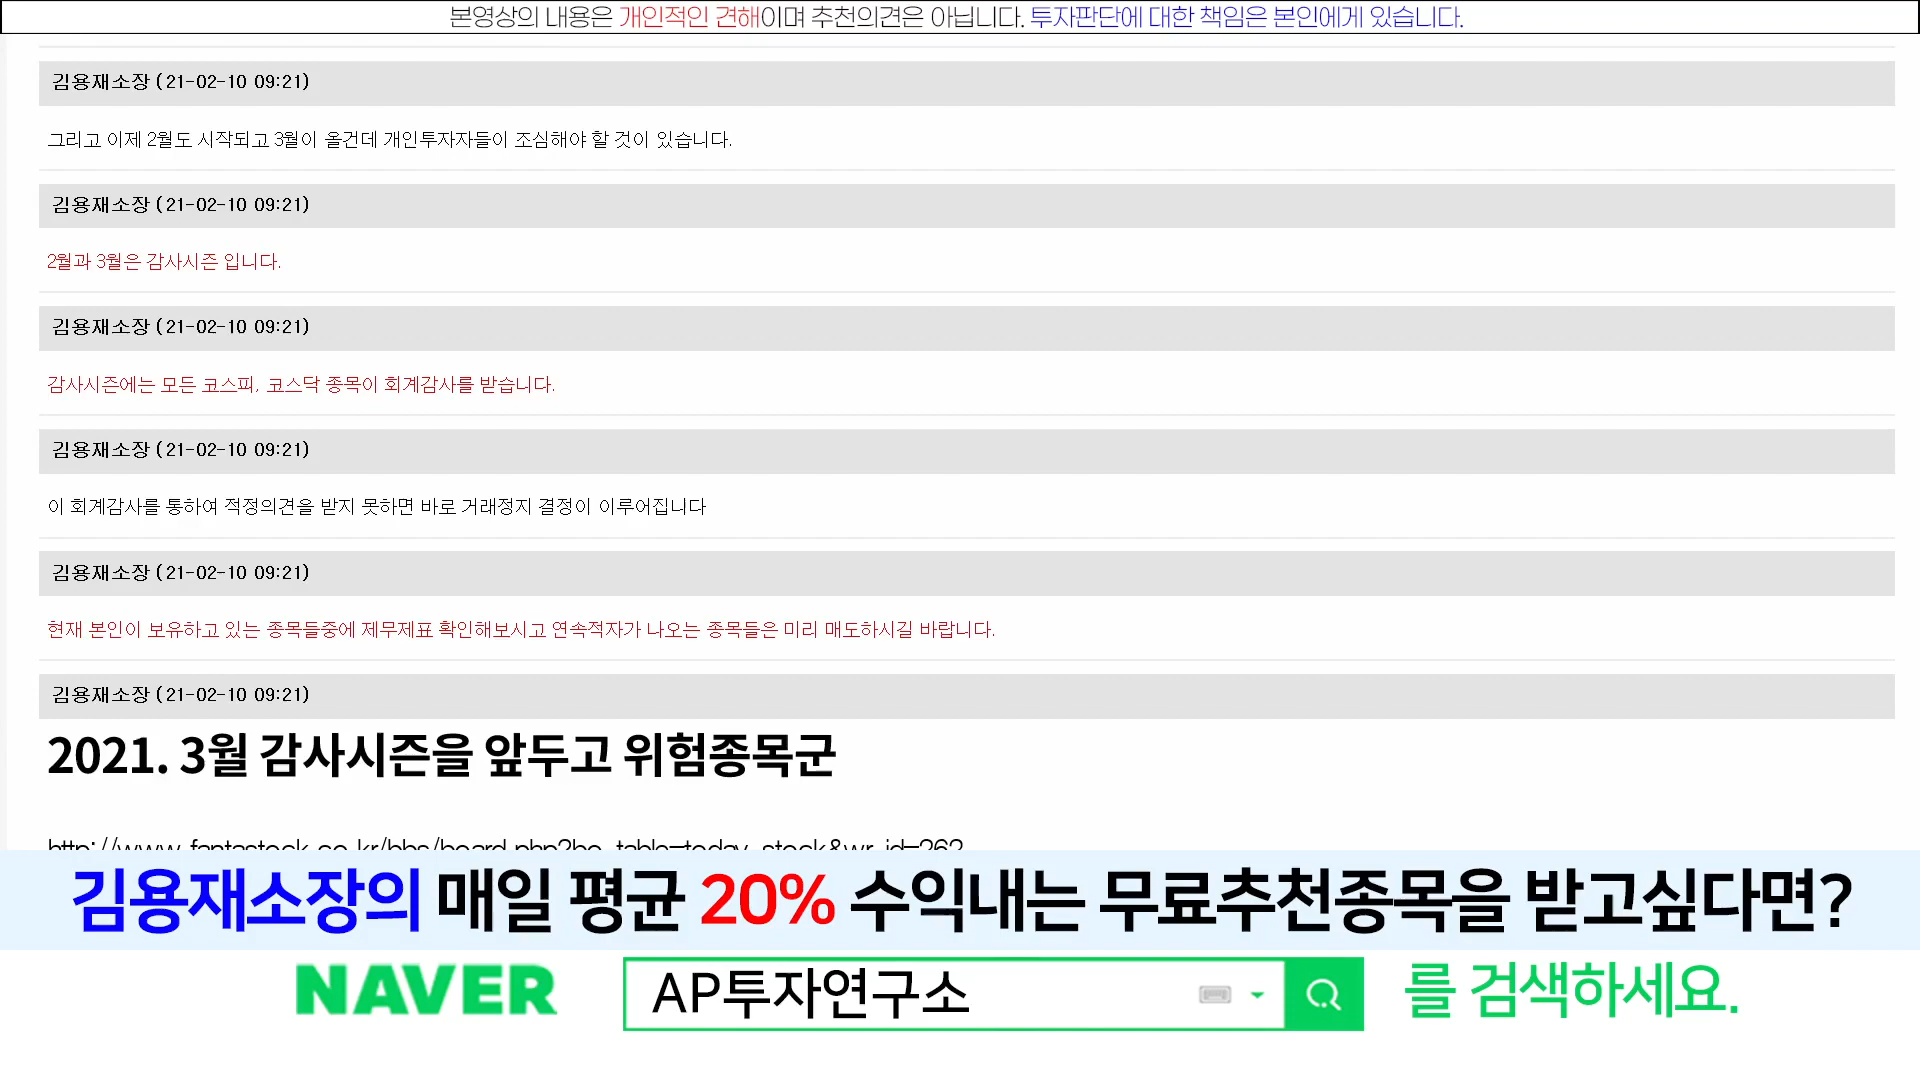 본영상의 내용은 개인적인 견해이며 추천의견은 아닙니다. 투자판단에 대한 책임은 본인에게 있습니다.
김용재소장 (21-02-10 09:21)
그리고 이제 2월도 시작되고 3월이 올건데 개인투자자들이 조심해야 할 것이 있습니다.
김용재소장 (21-02-10 09:21)
2월과 3월은 감사시즌 입니다.
김용재소장 (21-02-10 09:21)
감사시즌에는 모든 코스피, 코스닥 종목이 회계감사를 받습니다.
김용재소장 (21-02-10 09:21)
이 회계감사를 통하여 적정의견을 받지 못하면 바로 거래정지 결정이 이루어집니다
김용재소장 (21-02-10 09:21)
현재 본인이 보유하고 있는 종목들중에 제무제표 확인해보시고 연속적자가 나오는 종목들은 미리 매도하시길 바랍니다.
김용재소장 (21-02-10 09:21)
2021. 3월 감사시즌을 앞두고 위험종목군
http://www.fantastock.co.kr/bbs/board.php?bo_table=today_stock&wr_id=262
김용재소장의 매일 평균 20% 수익내는 무료추천종목을 받고싶다면?
NAVER AP투자연구소 를 검색하세요.